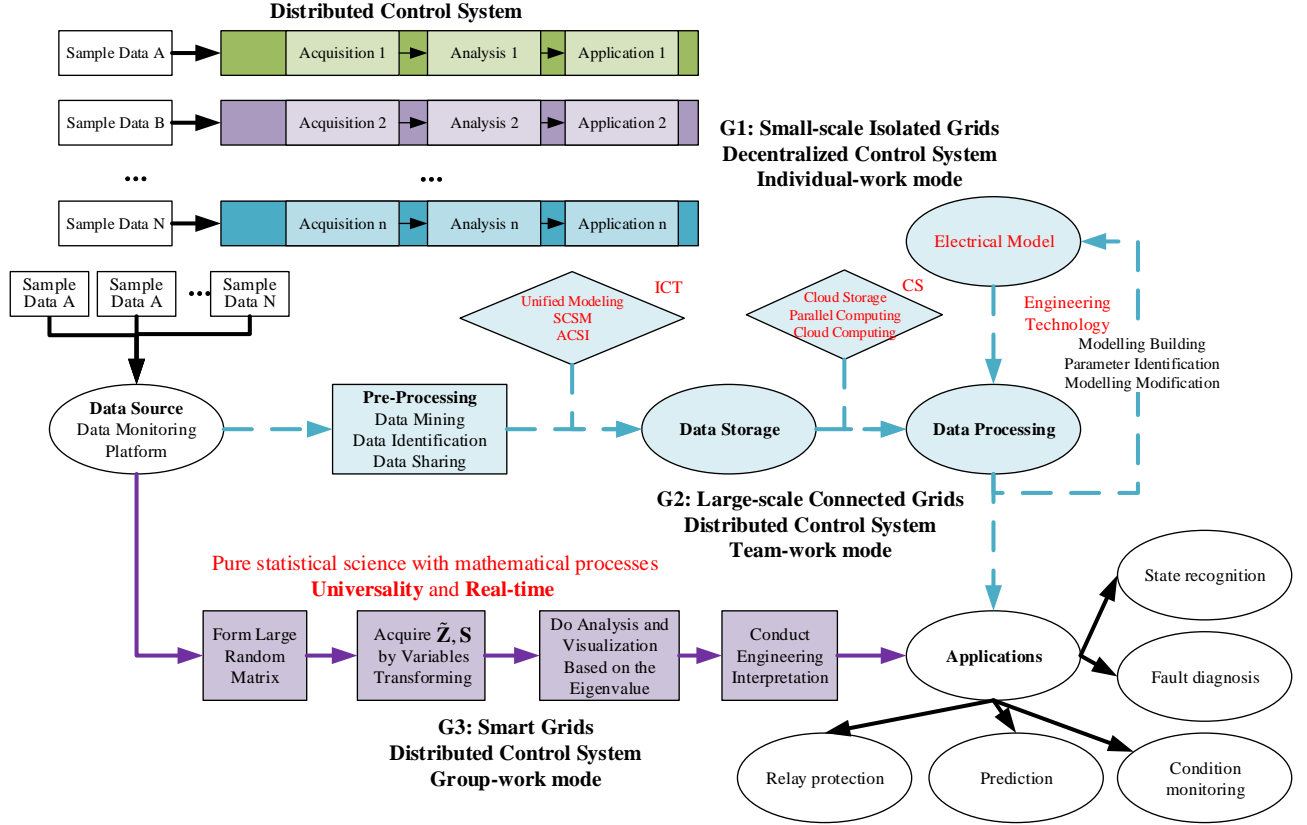 Distributed Control System
Sample Data A
Acquisition 1
Analysis 1
Application 1
Sample Data B
Acquisition 2
Analysis 2
Application 2
...
...
Sample Data N
Acquisition n
Analysis n
Application n
G1: Small-scale Isolated Grids
Decentralized Control System
Individual-work mode
Sample
Data A
Sample
Data A
...
Sample
Data N
Unified Modeling
SCSM
ACSI
ICT
Cloud Storage
Parallel Computing
Cloud Computing
CS
Electrical Model
Engineering
Technology
Modelling Building
Parameter Identification
Modelling Modification
Data Source
Data Monitoring
Platform
Pre-Processing
Data Mining
Data Identification
Data Sharing
Data Storage
Data Processing
G2: Large-scale Connected Grids
Distributed Control System
Team-work mode
Pure statistical science with mathematical processes
Universality and Real-time
Form Large
Random
Matrix
Acquire Z̃, S
by Variables
Transforming
Do Analysis and
Visualization
Based on the
Eigenvalue
Conduct
Engineering
Interpretation
Applications
State recognition
Fault diagnosis
G3: Smart Grids
Distributed Control System
Group-work mode
Relay protection
Prediction
Condition
monitoring